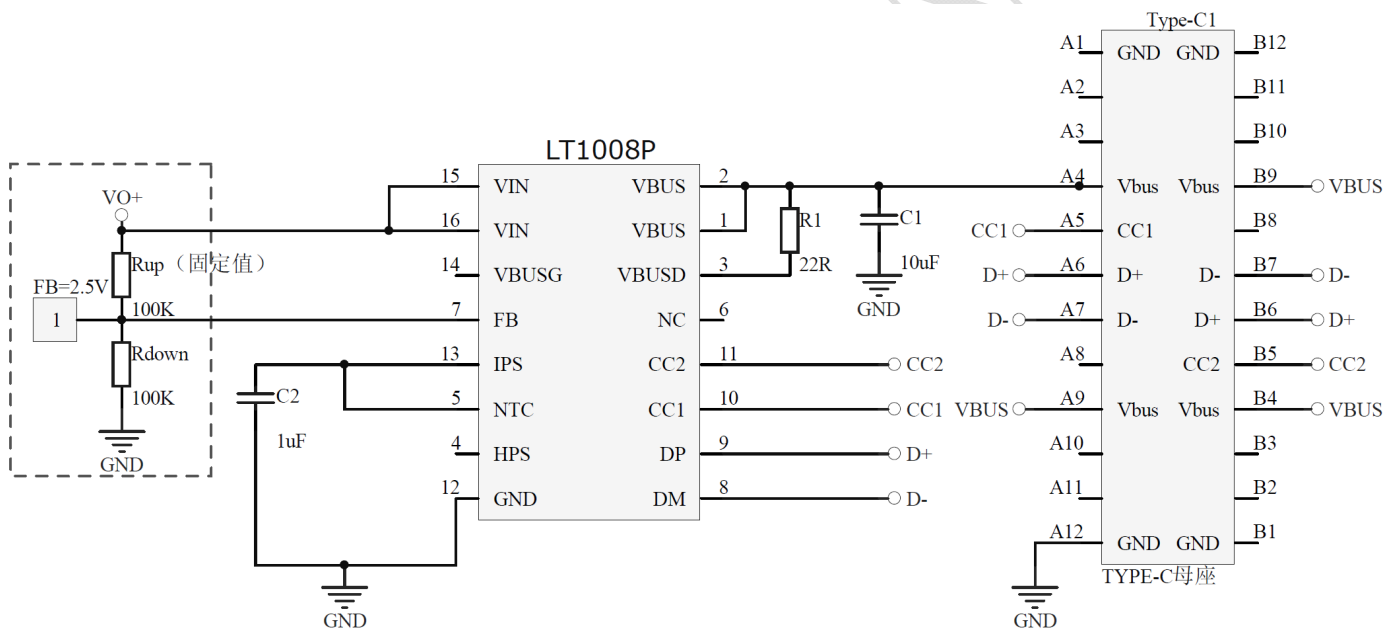 Type-C1
A1 GND GND B12
A2 B11
A3 B10
LT1008P
15 VIN VBUS 2 A4 Vbus Vbus B9 VBUS
VO+
16 VIN VBUS 1 R1 C1 CC1 A5 CC1 B8
Rup（固定值）
14 VBUSG VBUSD 3 22R 10uF D+ A6 D+ D- B7 D-
FB=2.5V
GND
100K
1 7 FB NC 6 D- A7 D- D+ B6 D+
Rdown
13 IPS CC2 11 CC2 A8 CC2 B5 CC2
100K C2
5 NTC CC1 10 CC1 VBUS A9 Vbus Vbus B4 VBUS
1uF
4 HPS DP 9 D+ A10 B3
GND
12 GND DM 8 D- A11 B2
A12 GND GND B1
TYPE-C母座
GND GND